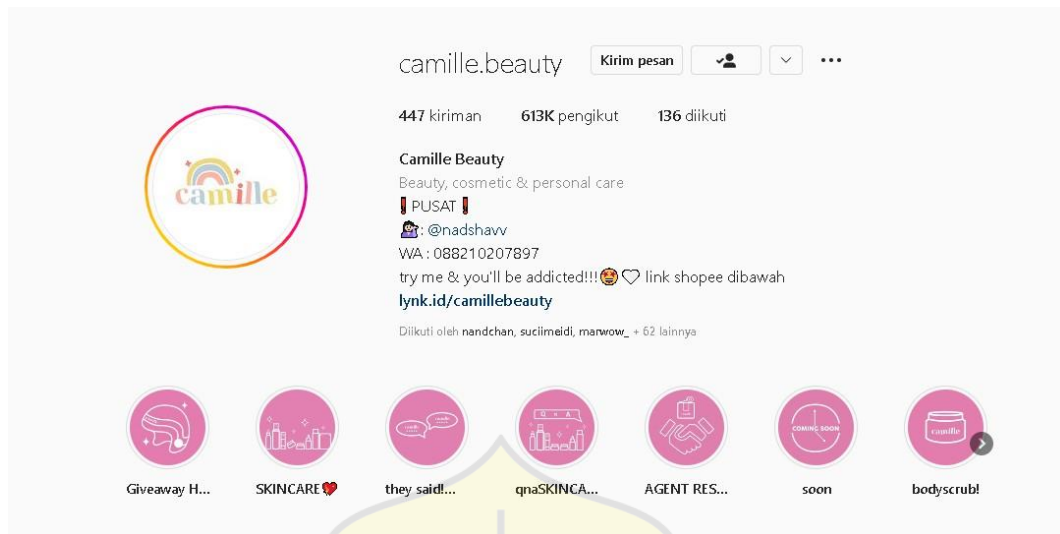 camille.beauty Kirim pesan
447 kiriman 613K pengikut 136 diikuti
camille
Camille Beauty
Beauty, cosmetic & personal care
❗PUSAT❗
💁🏻‍♀️: @nadshavv
WA : 088210207897
try me & you'll be addicted!!!🤩🤍 link shopee dibawah
lynk.id/camillebeauty
Diikuti oleh nandchan, suciimeidi, marwow_ + 62 lainnya
Q & A
COMING SOON
camille
Giveaway H... SKINCARE💖 they said!... qnaSKINCA... AGENT RES... soon bodyscrub!